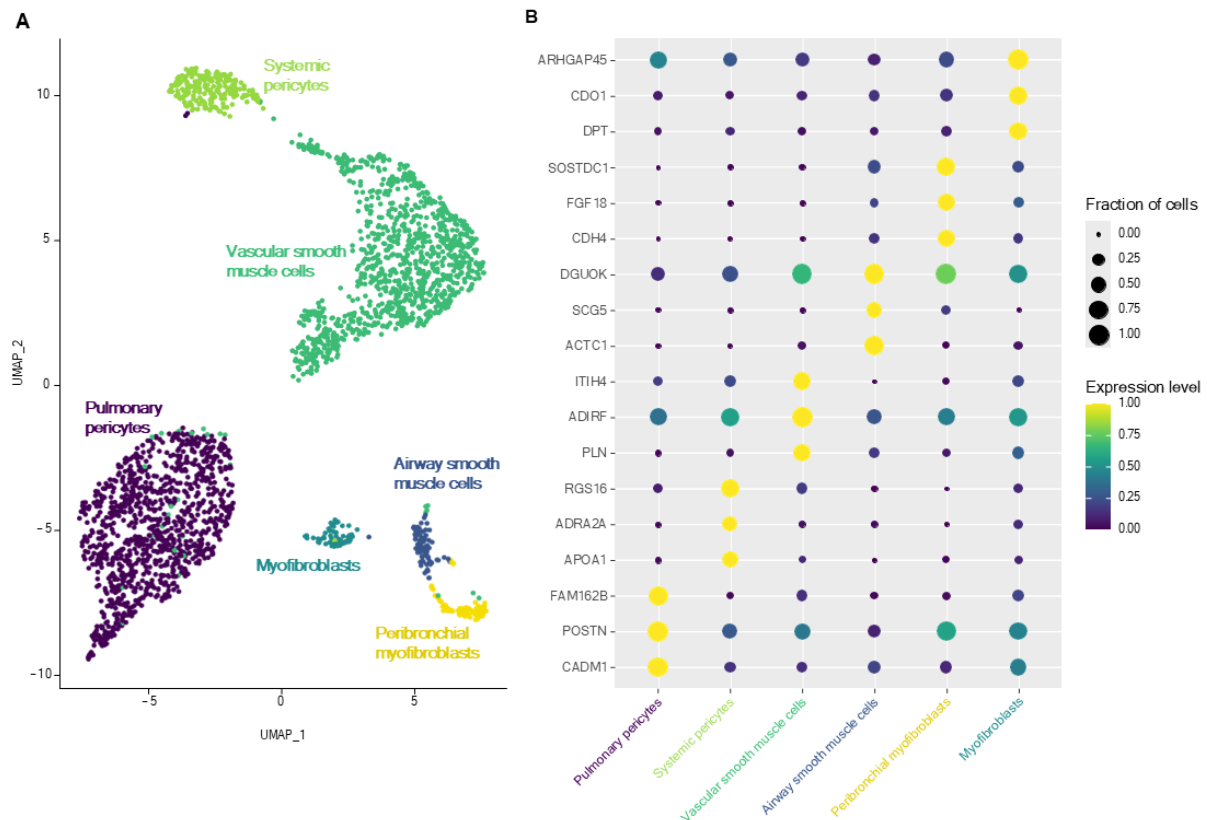 A
Systemic
pericytes
Vascular smooth
muscle cells
Pulmonary
pericytes
Airway smooth
muscle cells
Myofibroblasts
Peribronchial
myofibroblasts
10
5
0
−5
−10
UMAP_2
−5
0
5
UMAP_1
B
ARHGAP45
CDO1
DPT
SOSTDC1
FGF18
CDH4
DGUOK
SCG5
ACTC1
ITIH4
ADIRF
PLN
RGS16
ADRA2A
APOA1
FAM162B
POSTN
CADM1
Pulmonary pericytes
Systemic pericytes
Vascular smooth muscle cells
Airway smooth muscle cells
Peribronchial myofibroblasts
Myofibroblasts
Fraction of cells
0.00
0.25
0.50
0.75
1.00
Expression level
1.00
0.75
0.50
0.25
0.00